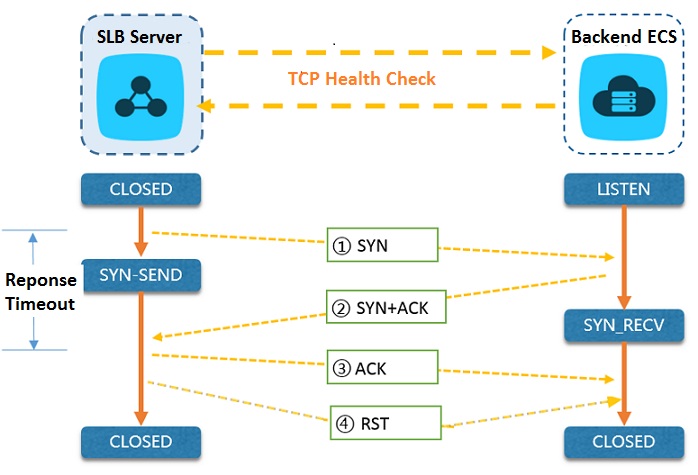 SLB Server
Backend ECS
TCP Health Check
CLOSED
LISTEN
① SYN
SYN-SEND
Reponse
Timeout
② SYN+ACK
SYN_RECV
③ ACK
④ RST
CLOSED
CLOSED